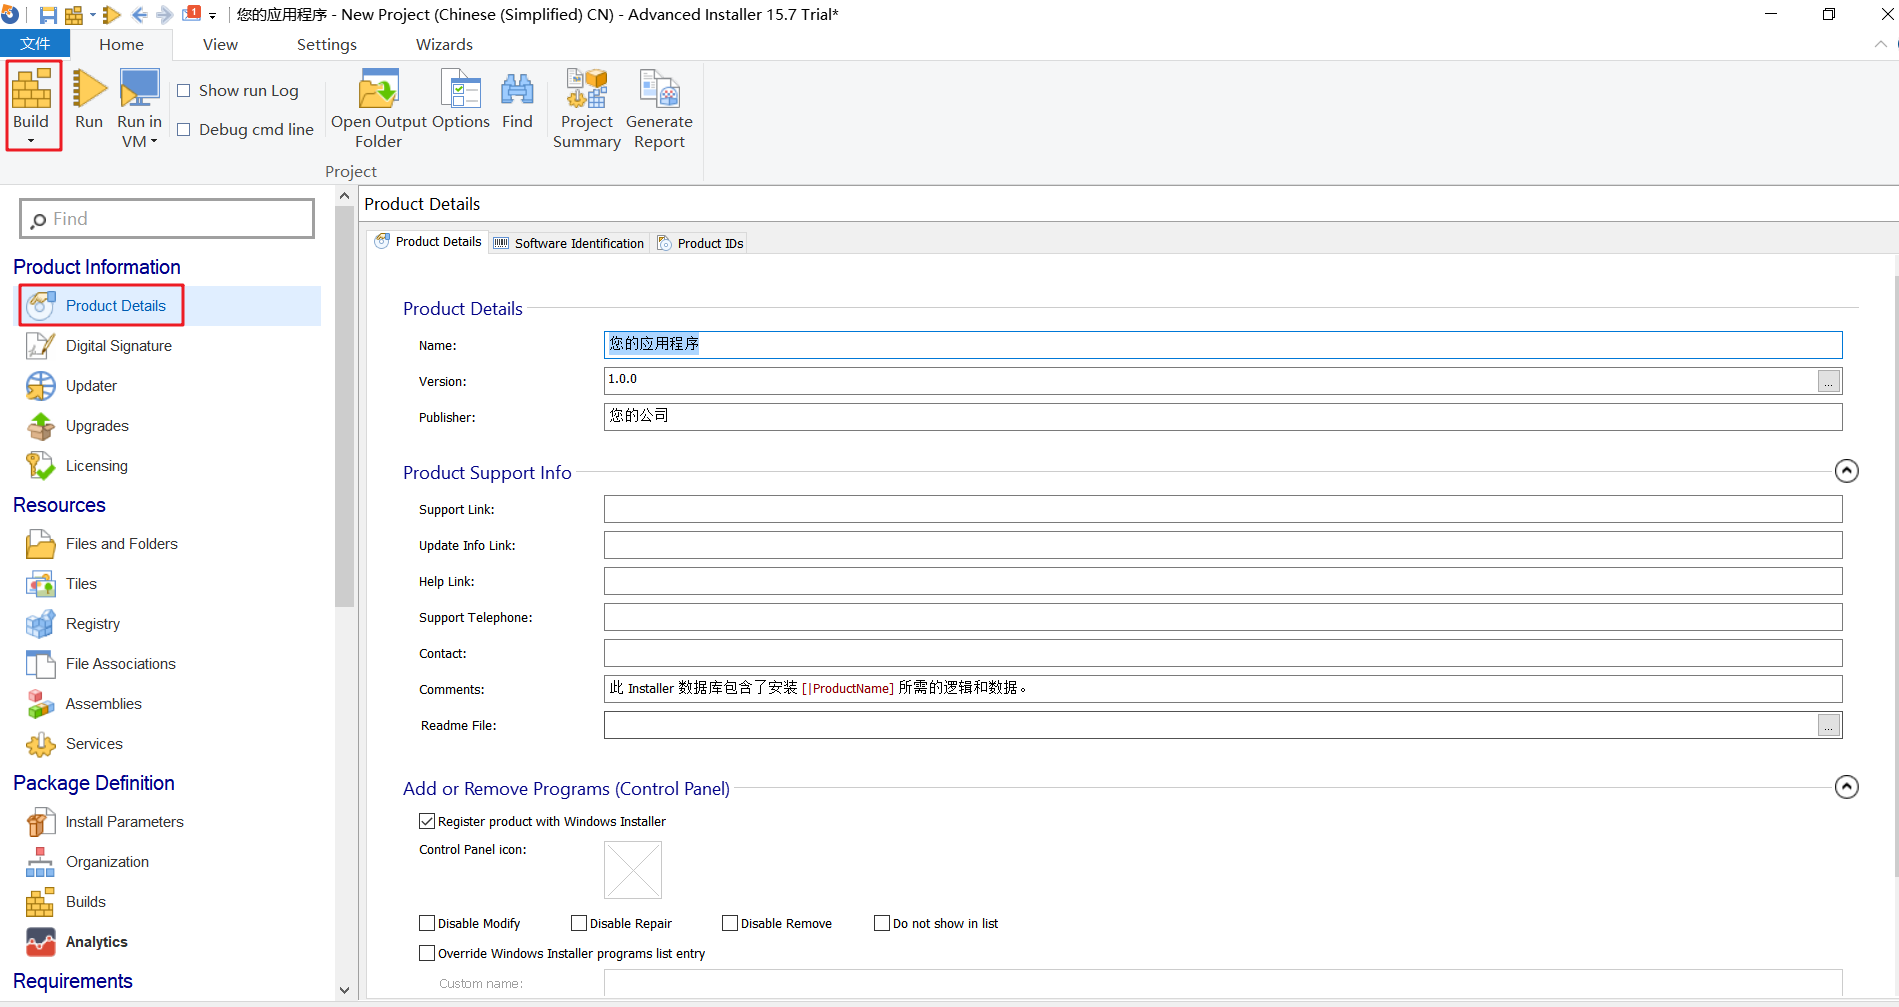 您的应用程序 - New Project (Chinese (Simplified) CN) - Advanced Installer 15.7 Trial*
1
文件 Home View Settings Wizards
Build Run Run in VM
Show run Log
Debug cmd line
Open Output Folder Options Find Project Summary Generate Report
Project
Find
Product Information
Product Details
Digital Signature
Updater
Upgrades
Licensing
Resources
Files and Folders
Tiles
Registry
File Associations
Assemblies
Services
Package Definition
Install Parameters
Organization
Builds
Analytics
Requirements
Product Details
Product Details Software Identification Product IDs
Product Details
Name: 您的应用程序
Version: 1.0.0 ...
Publisher: 您的公司
Product Support Info
Support Link:
Update Info Link:
Help Link:
Support Telephone:
Contact:
Comments: 此 Installer 数据库包含了安装 [|ProductName] 所需的逻辑和数据。
Readme File: ...
Add or Remove Programs (Control Panel)
Register product with Windows Installer
Control Panel icon:
Disable Modify Disable Repair Disable Remove Do not show in list
Override Windows Installer programs list entry
Custom name: